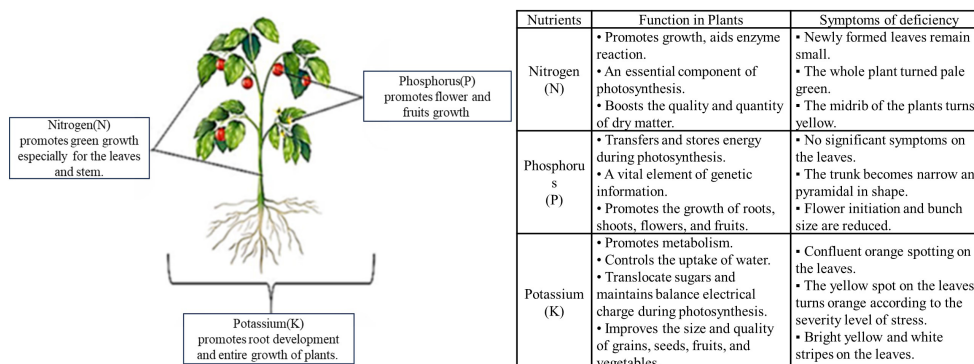 Phosphorus(P)
promotes flower and
fruits growth
Nitrogen(N)
promotes green growth
especially for the leaves
and stem.
Potassium(K)
promotes root development
and entire growth of plants.
Nutrients
Function in Plants
Symptoms of deficiency
Nitrogen
(N)
• Promotes growth, aids enzyme
reaction.
• An essential component of
photosynthesis.
• Boosts the quality and quantity
of dry matter.
▪ Newly formed leaves remain
small.
▪ The whole plant turned pale
green.
▪ The midrib of the plants turns
yellow.
Phosphoru
s
(P)
• Transfers and stores energy
during photosynthesis.
• A vital element of genetic
information.
• Promotes the growth of roots,
shoots, flowers, and fruits.
▪ No significant symptoms on
the leaves.
▪ The trunk becomes narrow an
pyramidal in shape.
▪ Flower initiation and bunch
size are reduced.
Potassium
(K)
• Promotes metabolism.
• Controls the uptake of water.
• Translocate sugars and
maintains balance electrical
charge during photosynthesis.
• Improves the size and quality
of grains, seeds, fruits, and
vegetables
▪ Confluent orange spotting on
the leaves.
▪ The yellow spot on the leaves
turns orange according to the
severity level of stress.
▪ Bright yellow and white
stripes on the leaves.